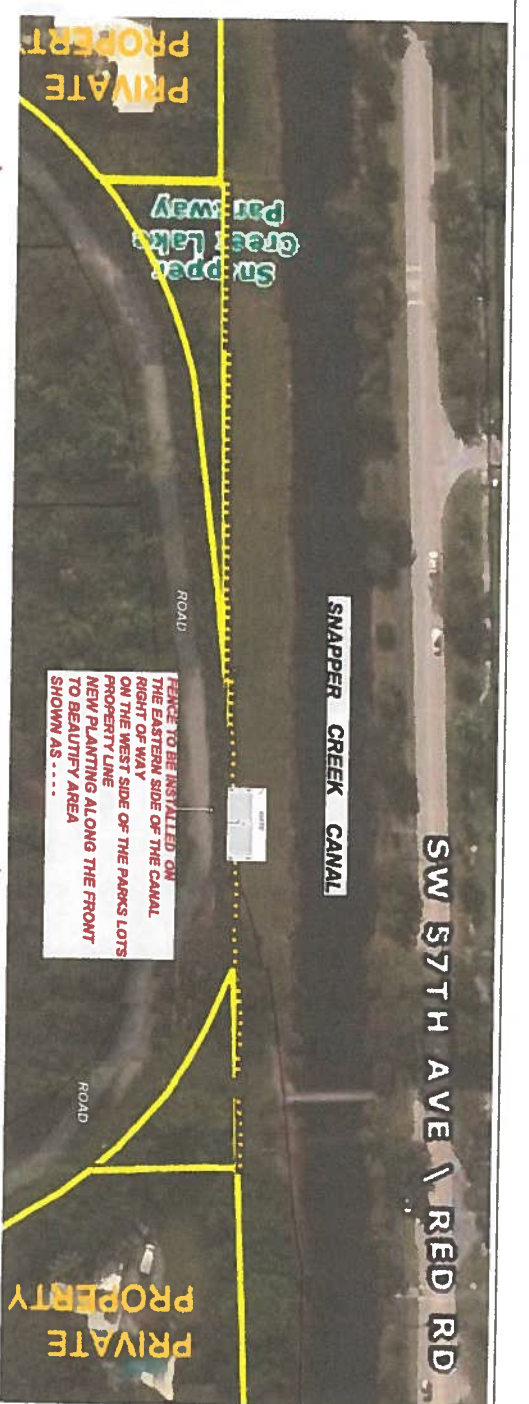 SW 57TH AVE \ RED RD
SNAPPER CREEK CANAL
PRIVATE
PROPERTY
Snapper
Creek Lake
Parkway
ROAD
FENCE TO BE INSTALLED ON
THE EASTERN SIDE OF THE CANAL
RIGHT OF WAY
ON THE WEST SIDE OF THE PARKS LOTS
PROPERTY LINE
NEW PLANTING ALONG THE FRONT
TO BEAUTIFY AREA
SHOWN AS - - - -
ROAD
PRIVATE
PROPERTY